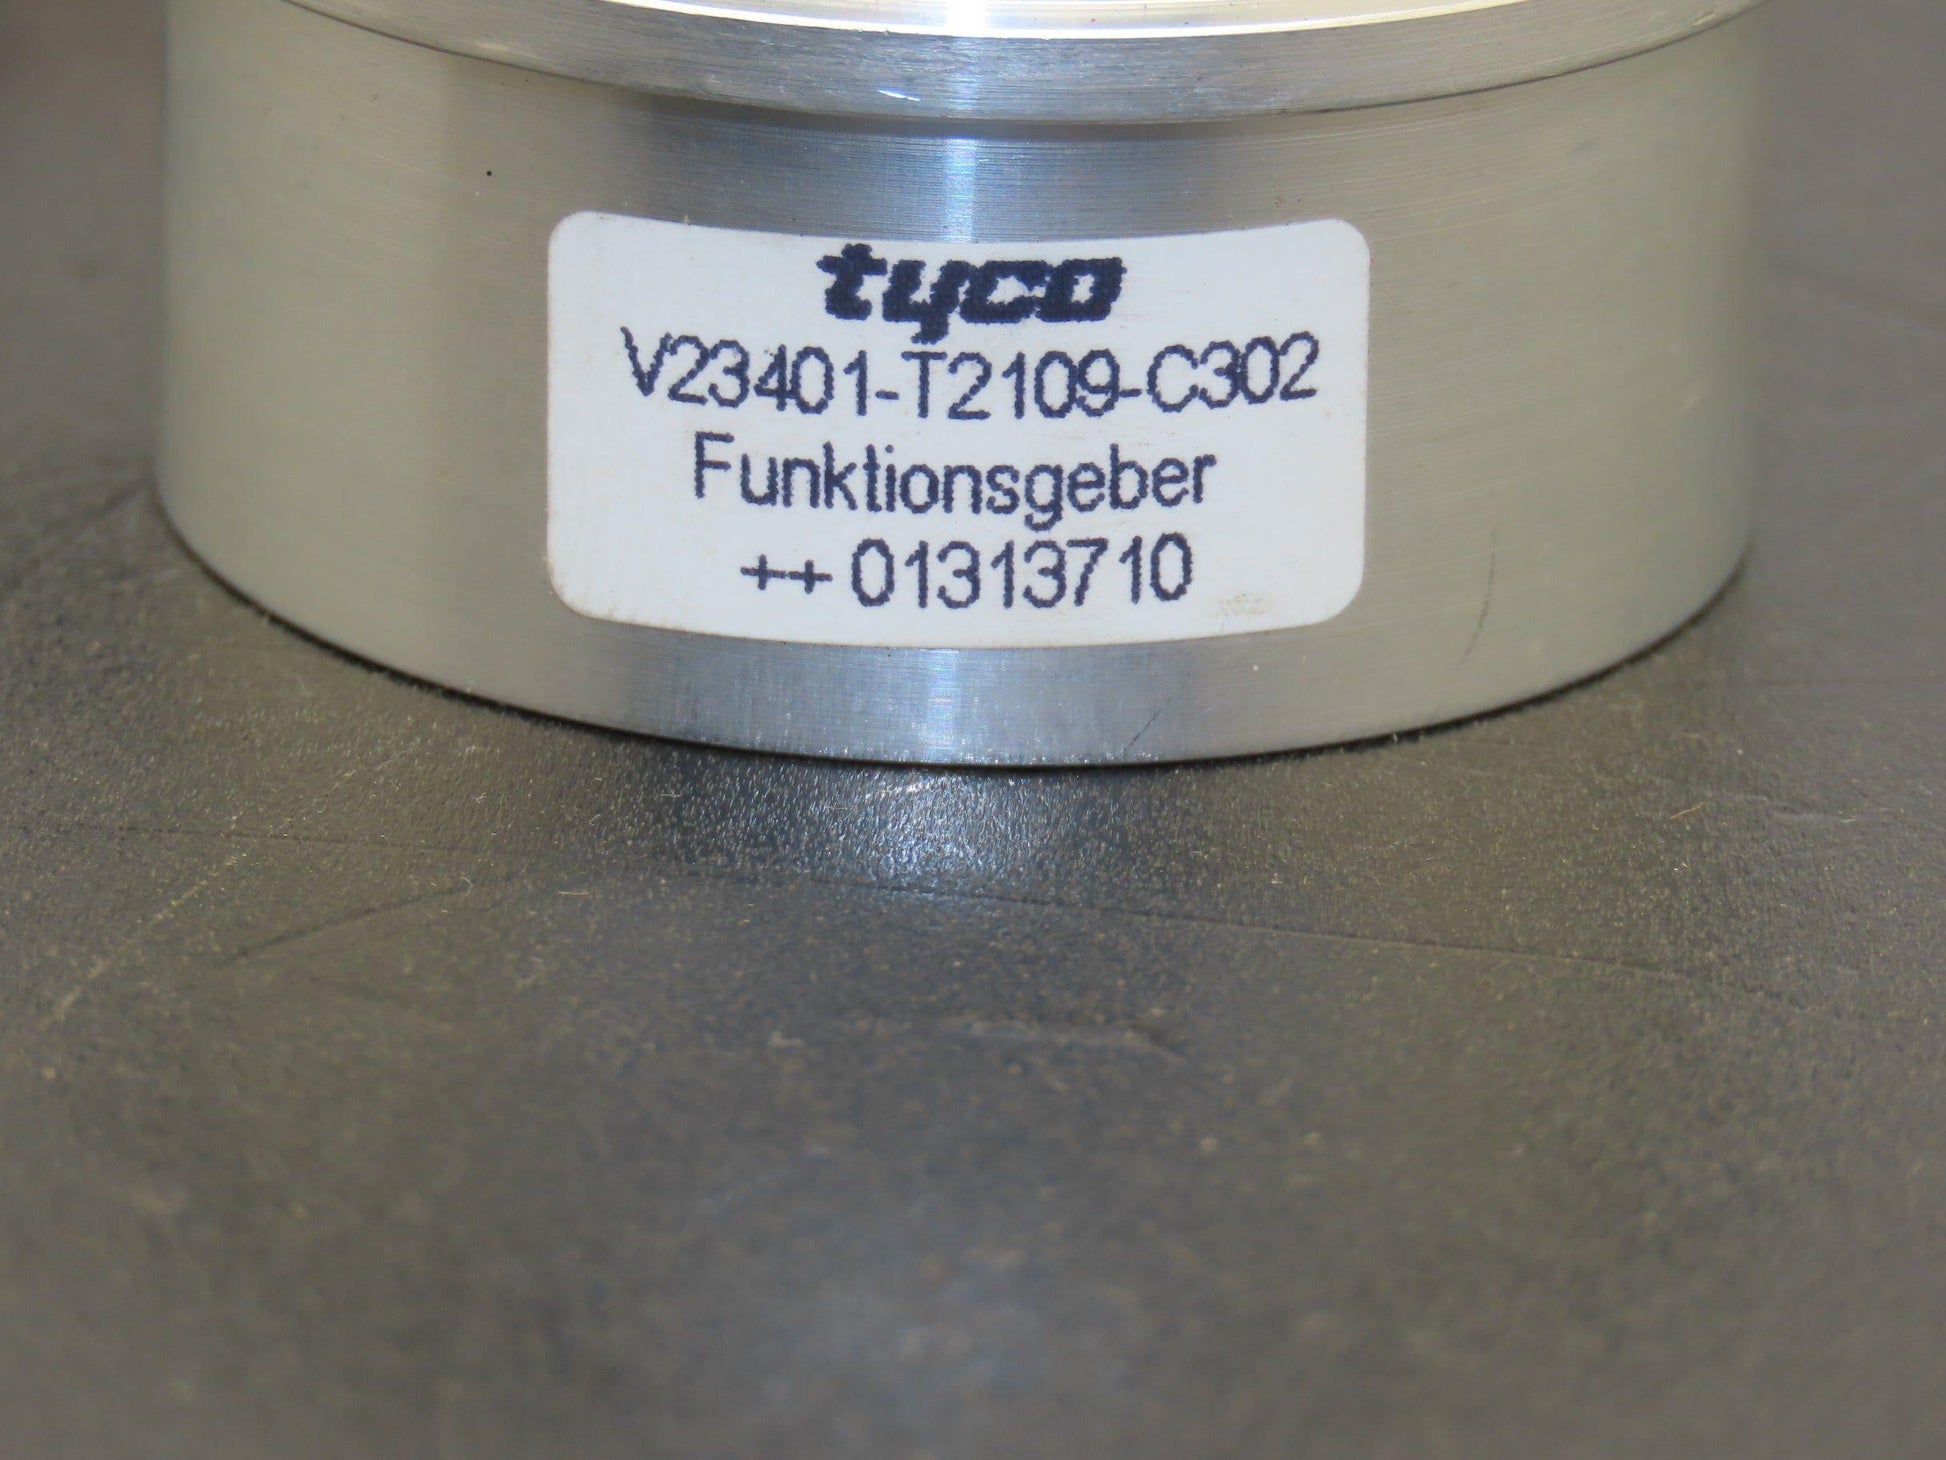 tyco
V23401-T2109-C302
Funktionsgeber
++ 01313710